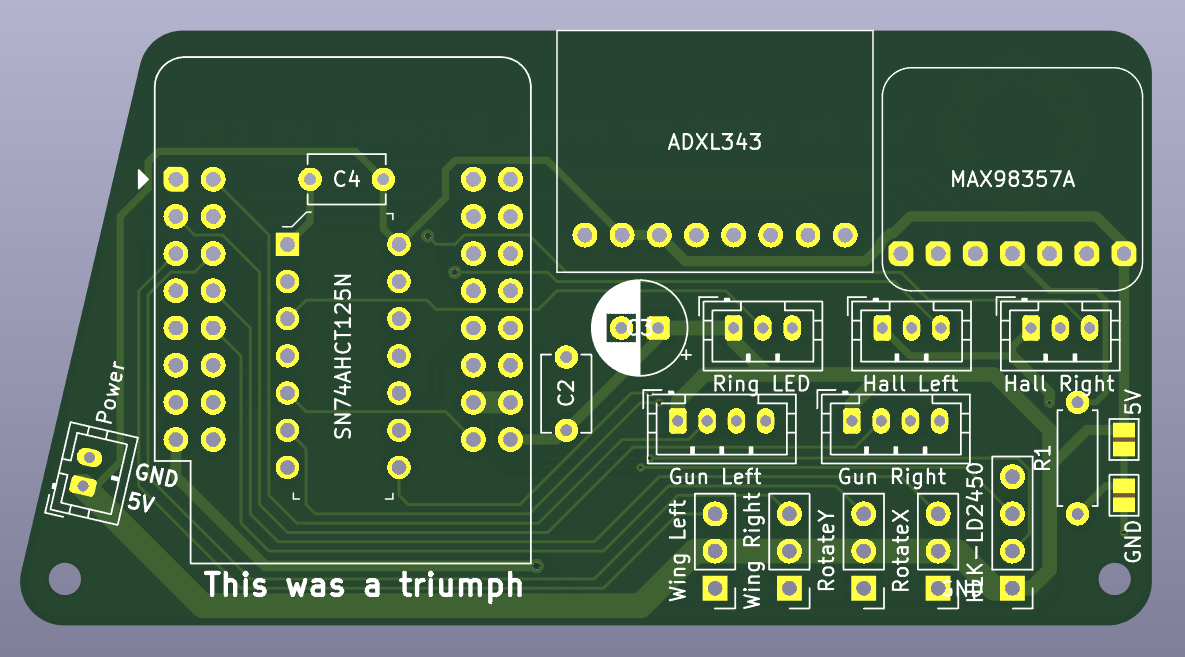 ADXL343
MAX98357A
C4
SN74AHCT125N
C3
+
C2
Ring LED
Hall Left
Hall Right
Power
GND
5V
Gun Left
Gun Right
R1
5V
GND
Wing Left
Wing Right
RotateY
RotateX
HLK-LD2450
GND
This was a triumph